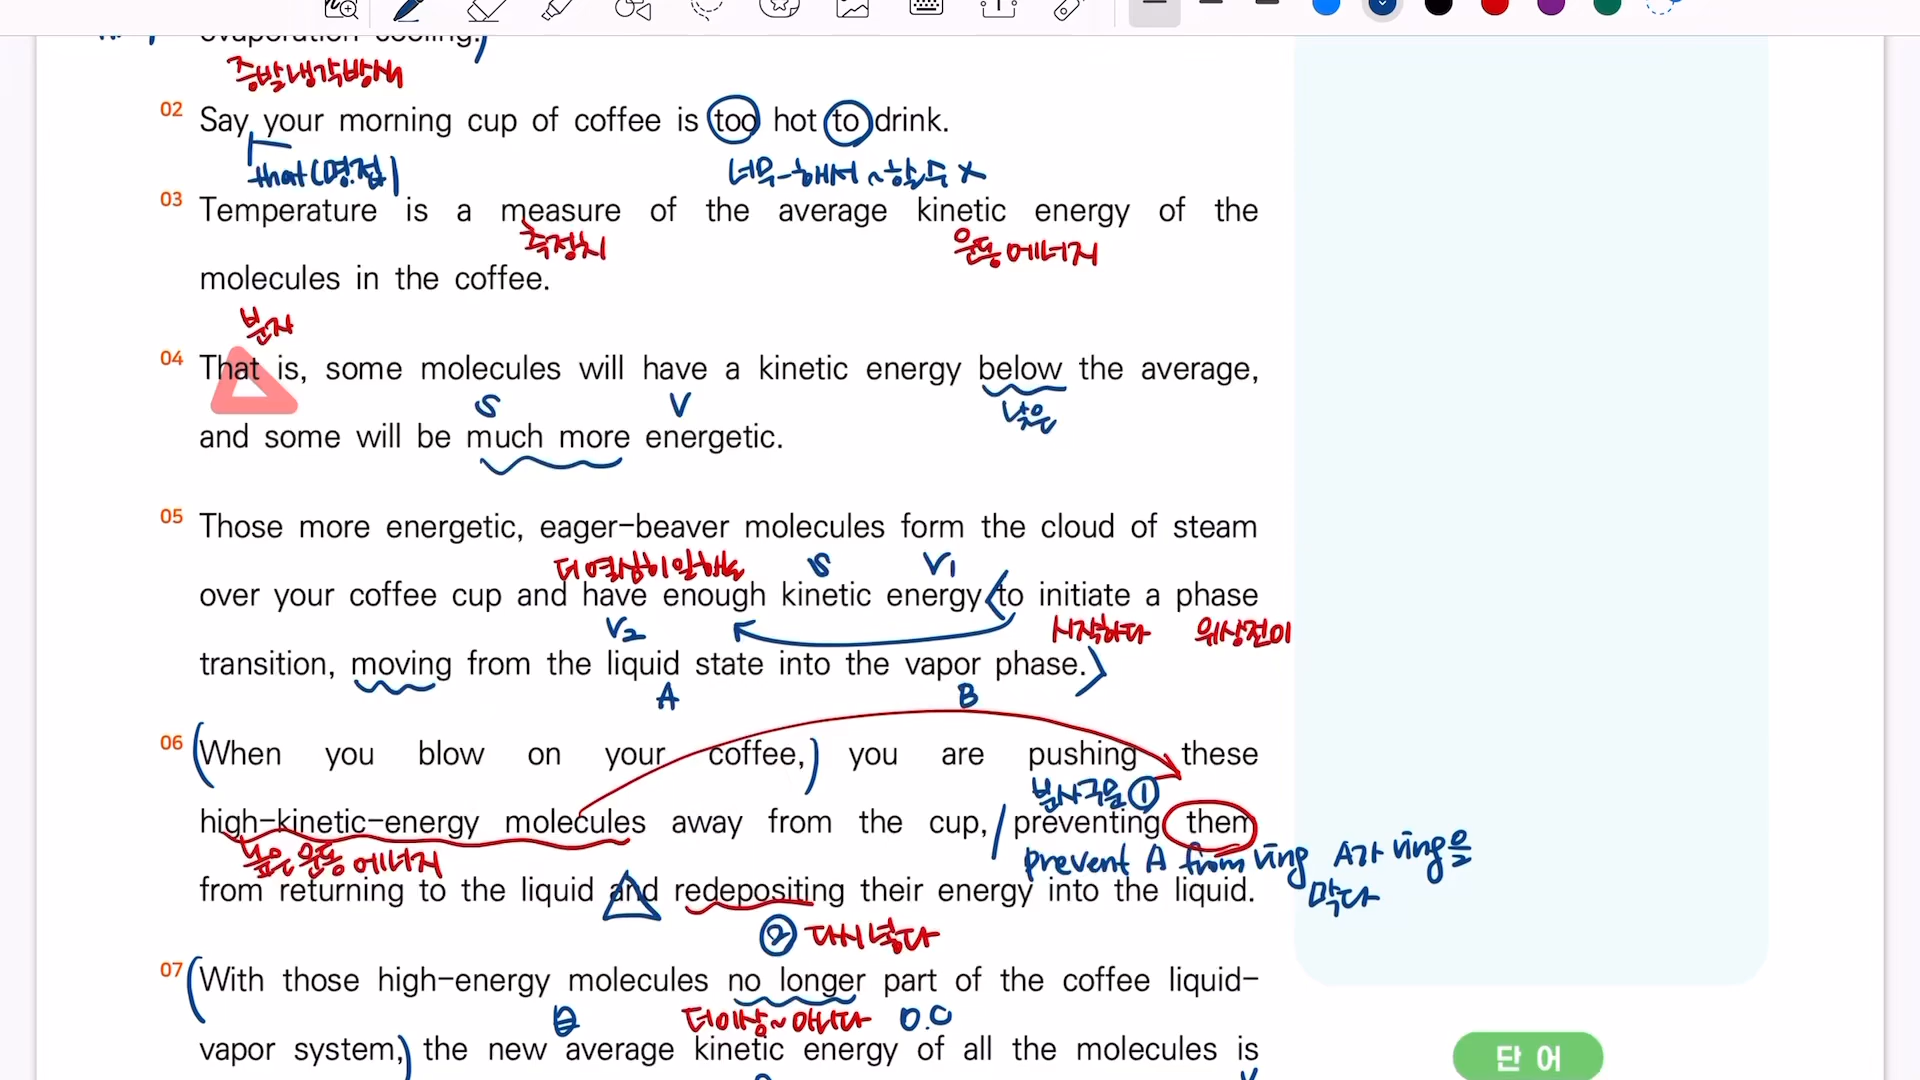 evaporation cooling.
증발냉각방식
02 Say your morning cup of coffee is too hot to drink.
that(명.접) 너무~해서 ~할수 X
03 Temperature is a measure of the average kinetic energy of the
측정치 운동에너지
molecules in the coffee.
분자
04 That is, some molecules will have a kinetic energy below the average,
S V 낮은
and some will be much more energetic.
05 Those more energetic, eager-beaver molecules form the cloud of steam
더 열심히일하는 S V1
over your coffee cup and have enough kinetic energy to initiate a phase
V2 시작하다 위상전이
transition, moving from the liquid state into the vapor phase.
A B
06 When you blow on your coffee, you are pushing these
분사구문 ①
high-kinetic-energy molecules away from the cup, preventing them
높은 운동 에너지 prevent A from ving A가 ving을
막다
from returning to the liquid and redepositing their energy into the liquid.
② 다시넣다
07 With those high-energy molecules no longer part of the coffee liquid-
더이상~아니다 O.C
vapor system, the new average kinetic energy of all the molecules is
단 어